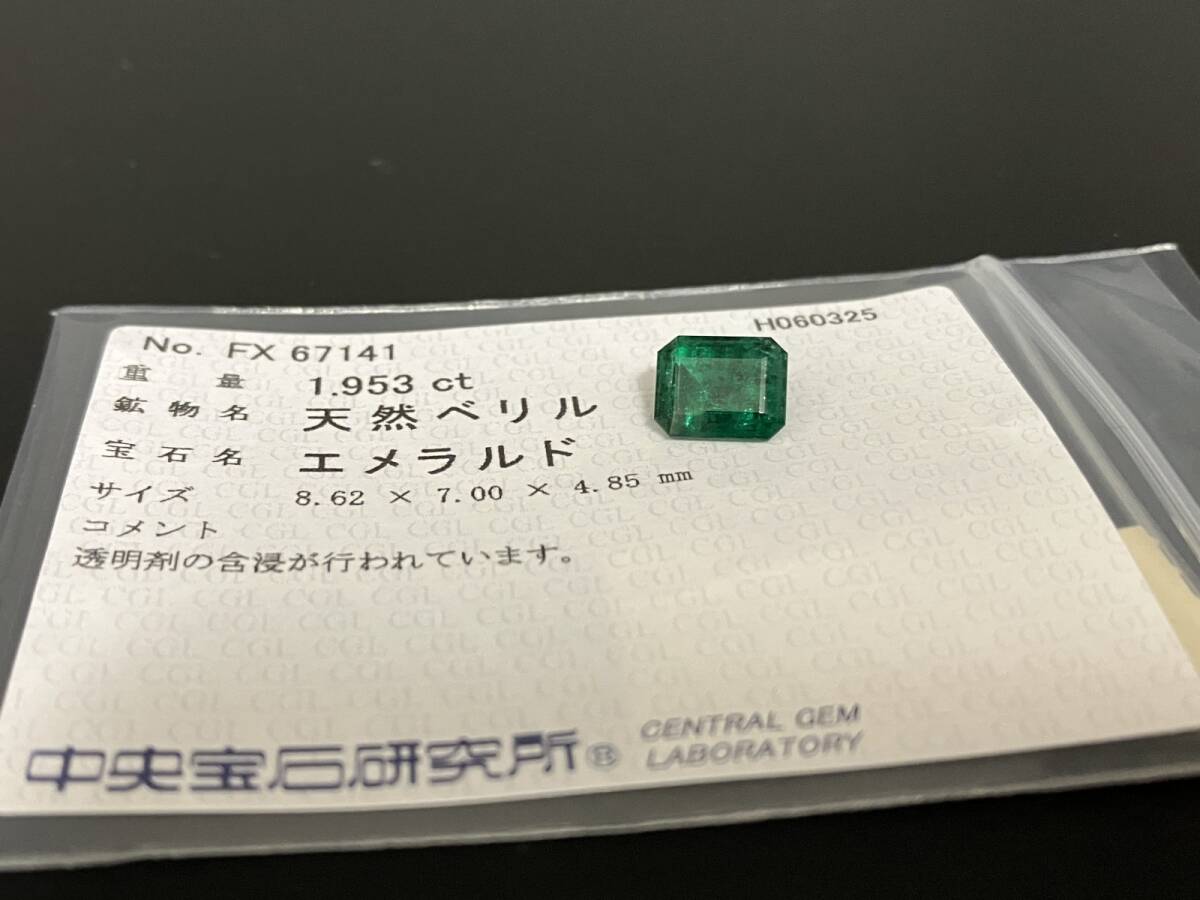 H060325
No. FX 67141
重量 1.953 ct
鉱物名 天然ベリル
宝石名 エメラルド
サイズ 8.62 × 7.00 × 4.85 mm
コメント
透明剤の含浸が行われています。
中央宝石研究所® CENTRAL GEM
LABORATORY